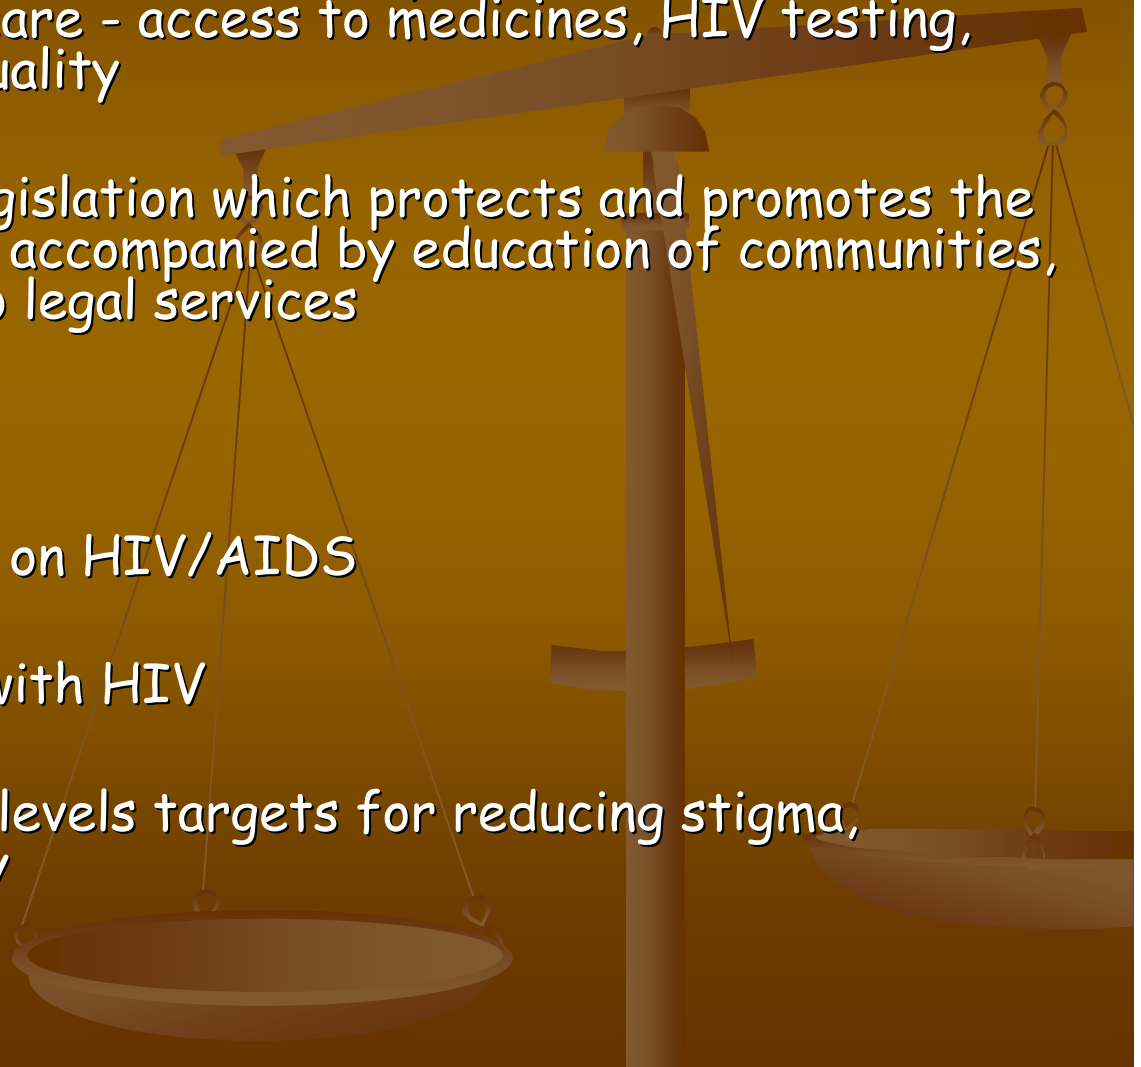 are - access to medicines, HIV testing,
uality
gislation which protects and promotes the
accompanied by education of communities,
legal services
on HIV/AIDS
with HIV
levels targets for reducing stigma,